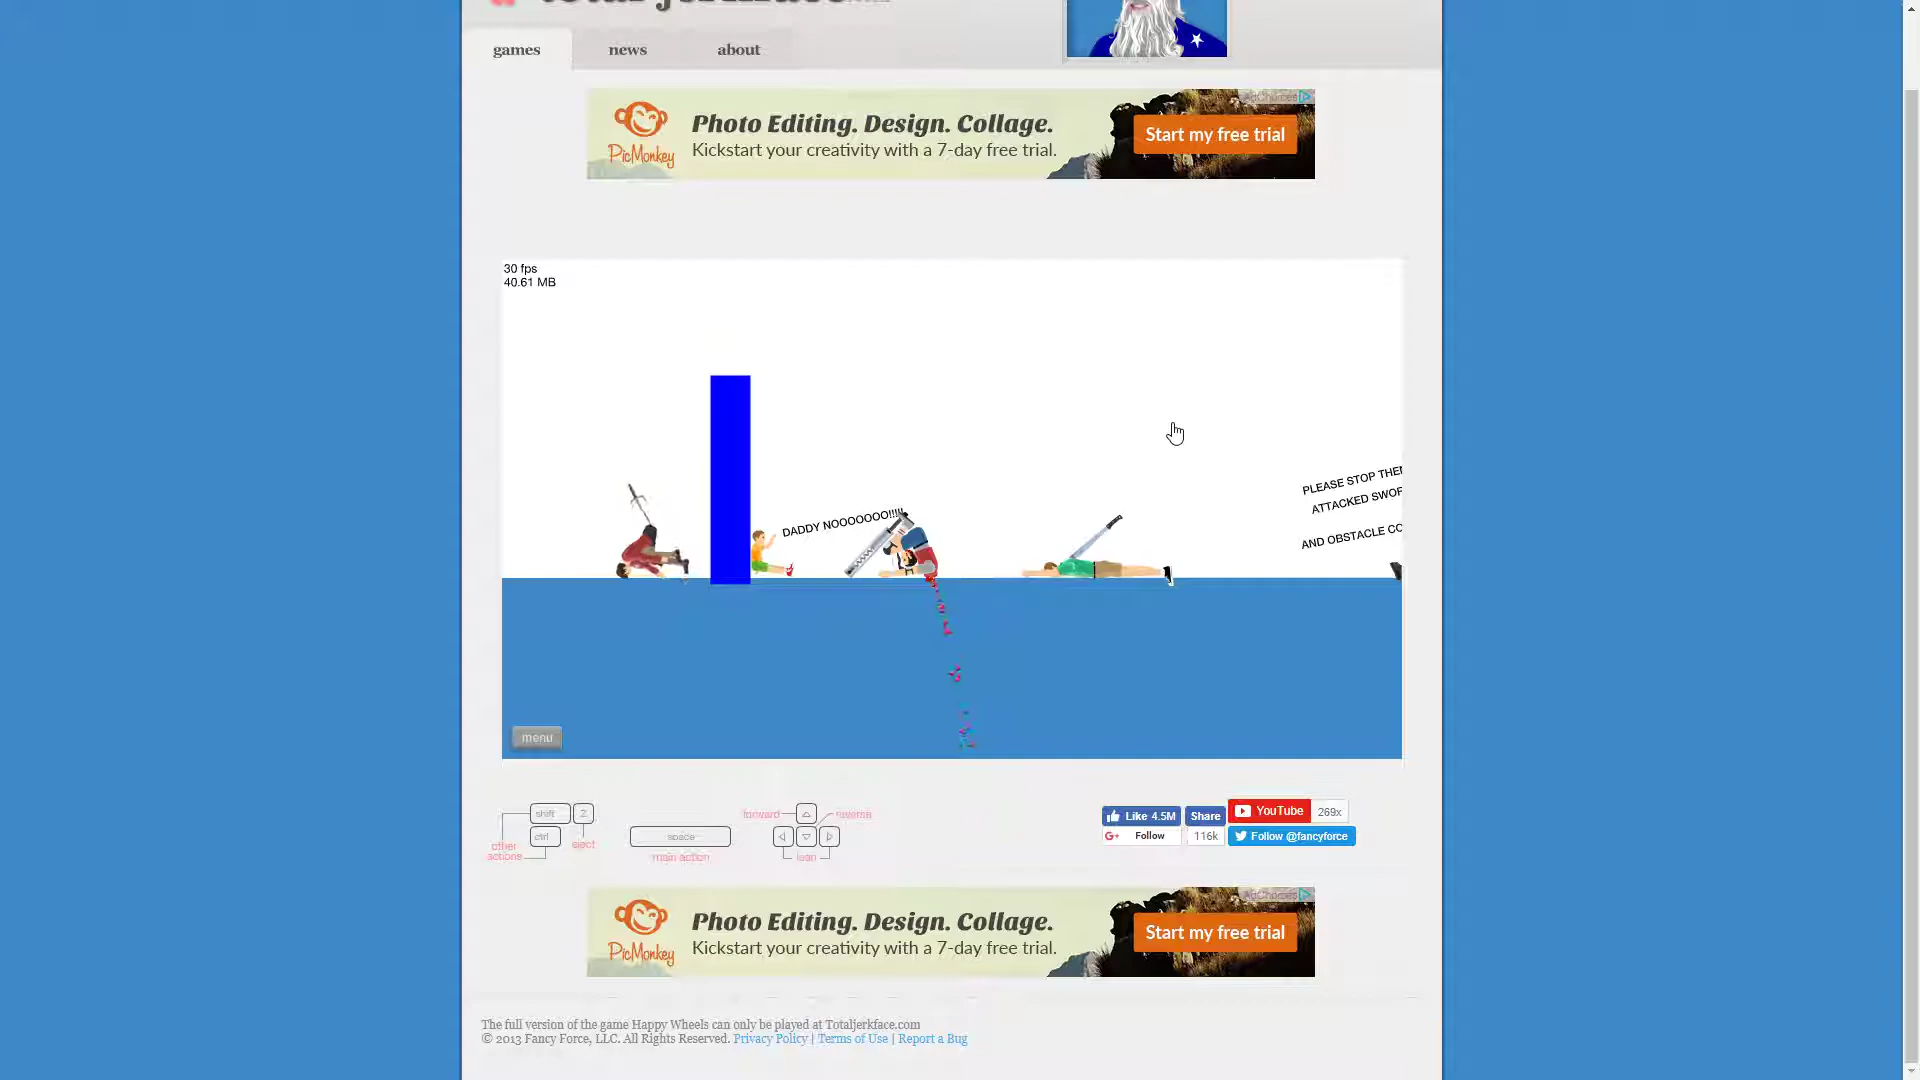 games
news
about
Photo Editing. Design. Collage.
Kickstart your creativity with a 7-day free trial.
PicMonkey
Start my free trial
AdChoices
30 fps
40.61 MB
DADDY NOOOOOOO!!!!!
PLEASE STOP THE
ATTACKED SWO
AND OBSTACLE CO
menu
shift
Z
ctrl
other
actions
eject
space
main action
forward
reverse
lean
Like 4.5M
Share
YouTube
269x
Follow
116k
Follow @fancyforce
Photo Editing. Design. Collage.
Kickstart your creativity with a 7-day free trial.
PicMonkey
Start my free trial
AdChoices
The full version of the game Happy Wheels can only be played at Totaljerkface.com
© 2013 Fancy Force, LLC. All Rights Reserved. Privacy Policy | Terms of Use | Report a Bug